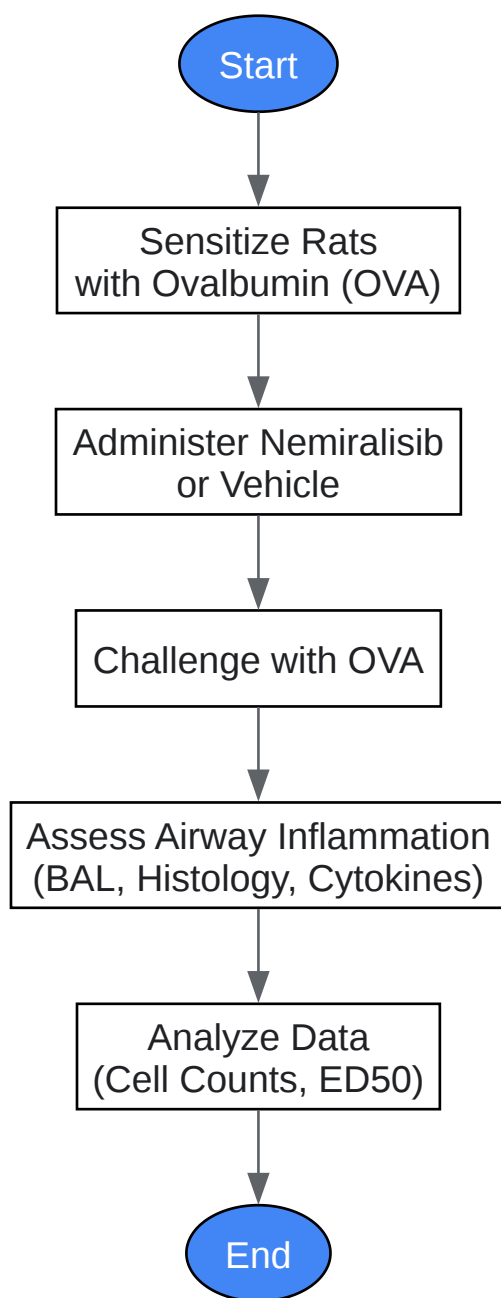 Start
Sensitize Rats
with Ovalbumin (OVA)
Administer Nemiralisib
or Vehicle
Challenge with OVA
Assess Airway Inflammation
(BAL, Histology, Cytokines)
Analyze Data
(Cell Counts, ED50)
End